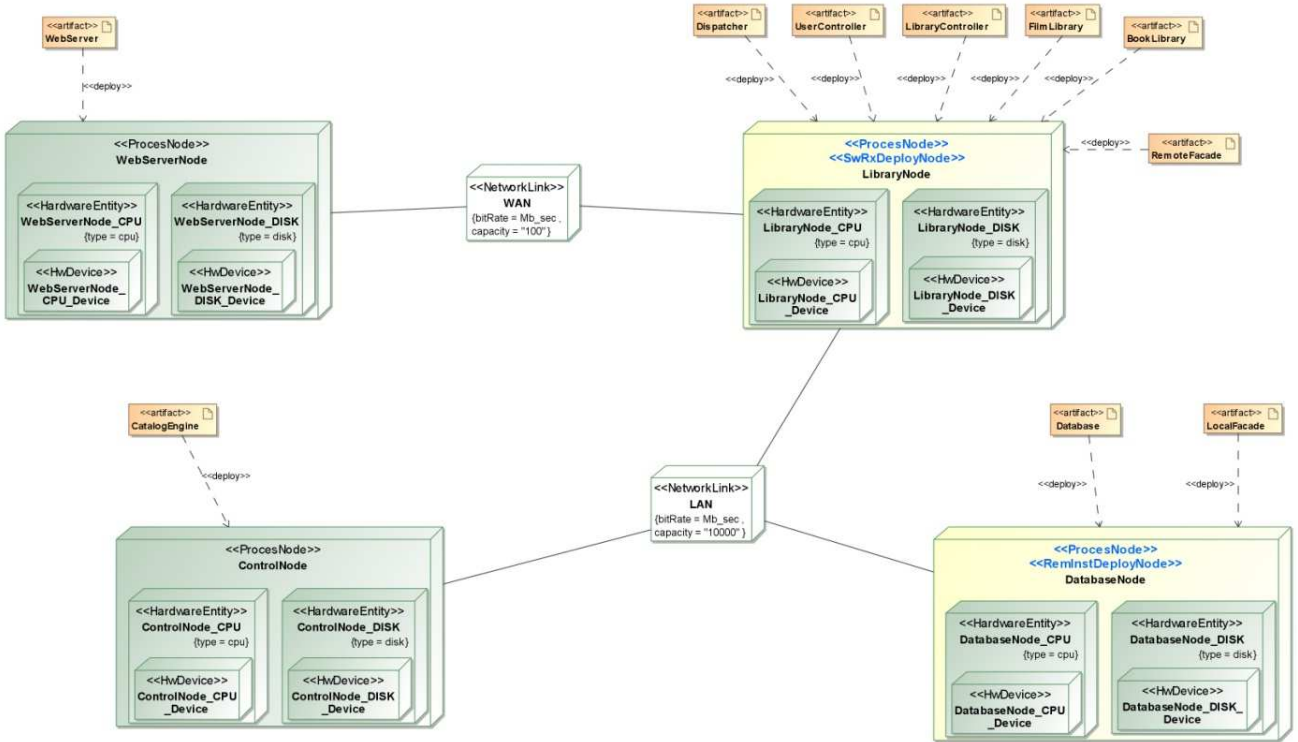 <<artifact>>
WebServer
<<deploy>>
<<artifact>>
Dispatcher
<<artifact>>
UserController
<<artifact>>
LibraryController
<<artifact>>
FilmLibrary
<<artifact>>
BookLibrary
<<deploy>>
<<deploy>>
<<deploy>>
<<deploy>>
<<deploy>>
<<deploy>>
<<artifact>>
RemoteFacade
<<ProcesNode>>
WebServerNode
<<HardwareEntity>>
WebServerNode_CPU
{type = cpu}
<<HwDevice>>
WebServerNode_
CPU_Device
<<HardwareEntity>>
WebServerNode_DISK
{type = disk}
<<HwDevice>>
WebServerNode_
DISK_Device
<<NetworkLink>>
WAN
{bitRate = Mb_sec ,
capacity = "100" }
<<ProcesNode>>
<<SwRxDeployNode>>
LibraryNode
<<HardwareEntity>>
LibraryNode_CPU
{type = cpu}
<<HwDevice>>
LibraryNode_CPU
_Device
<<HardwareEntity>>
LibraryNode_DISK
{type = disk}
<<HwDevice>>
LibraryNode_DISK
_Device
<<artifact>>
CatalogEngine
<<deploy>>
<<artifact>>
Database
<<artifact>>
LocalFacade
<<deploy>>
<<deploy>>
<<NetworkLink>>
LAN
{bitRate = Mb_sec ,
capacity = "10000" }
<<ProcesNode>>
ControlNode
<<HardwareEntity>>
ControlNode_CPU
{type = cpu}
<<HwDevice>>
ControlNode_CPU
_Device
<<HardwareEntity>>
ControlNode_DISK
{type = disk}
<<HwDevice>>
ControlNode_DISK
_Device
<<ProcesNode>>
<<RemInstDeployNode>>
DatabaseNode
<<HardwareEntity>>
DatabaseNode_CPU
{type = cpu}
<<HwDevice>>
DatabaseNode_CPU
_Device
<<HardwareEntity>>
DatabaseNode_DISK
{type = disk}
<<HwDevice>>
DatabaseNode_DISK_
Device